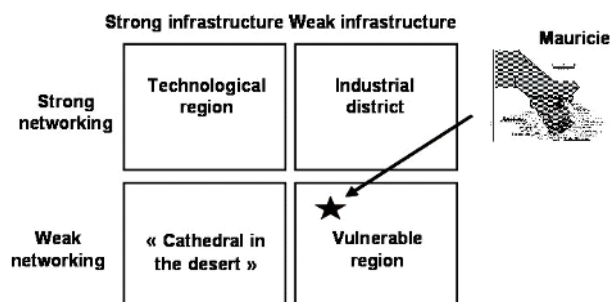 Strong infrastructure Weak infrastructure
Mauricie
Strong
networking
Technological
region
Industrial
district
Weak
networking
« Cathedral in
the desert »
Vulnerable
region